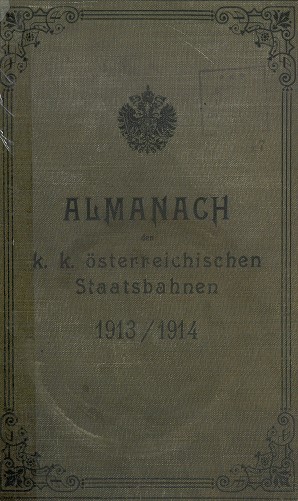 ALMANACH
der
k. k. österreichischen
Staatsbahnen
1913/1914